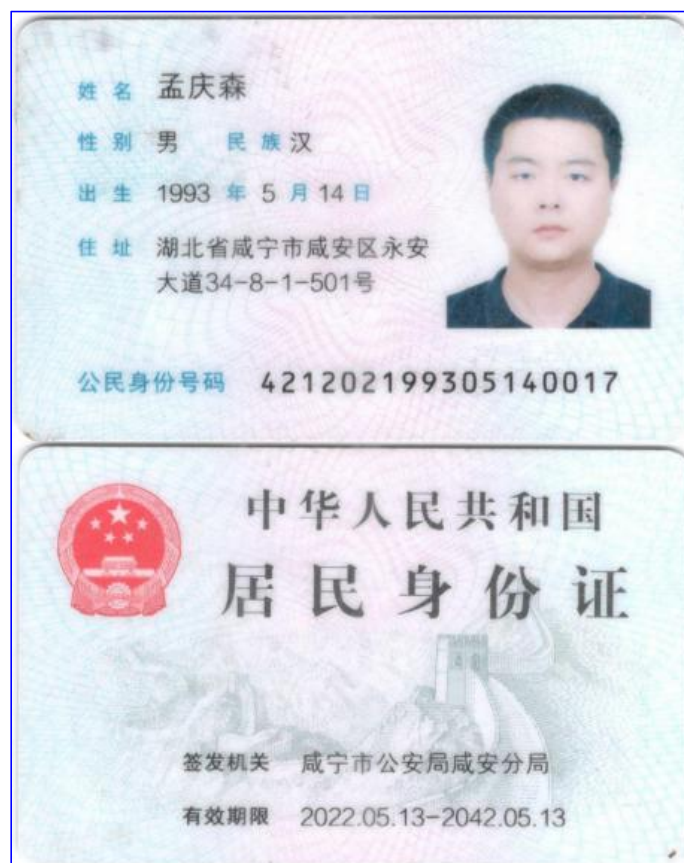 姓名 孟庆森
性别 男 民族 汉
出生 1993 年 5 月 14 日
住址 湖北省咸宁市咸安区永安
大道34-8-1-501号
公民身份号码 421202199305140017
中华人民共和国
居民身份证
签发机关 咸宁市公安局咸安分局
有效期限 2022.05.13-2042.05.13